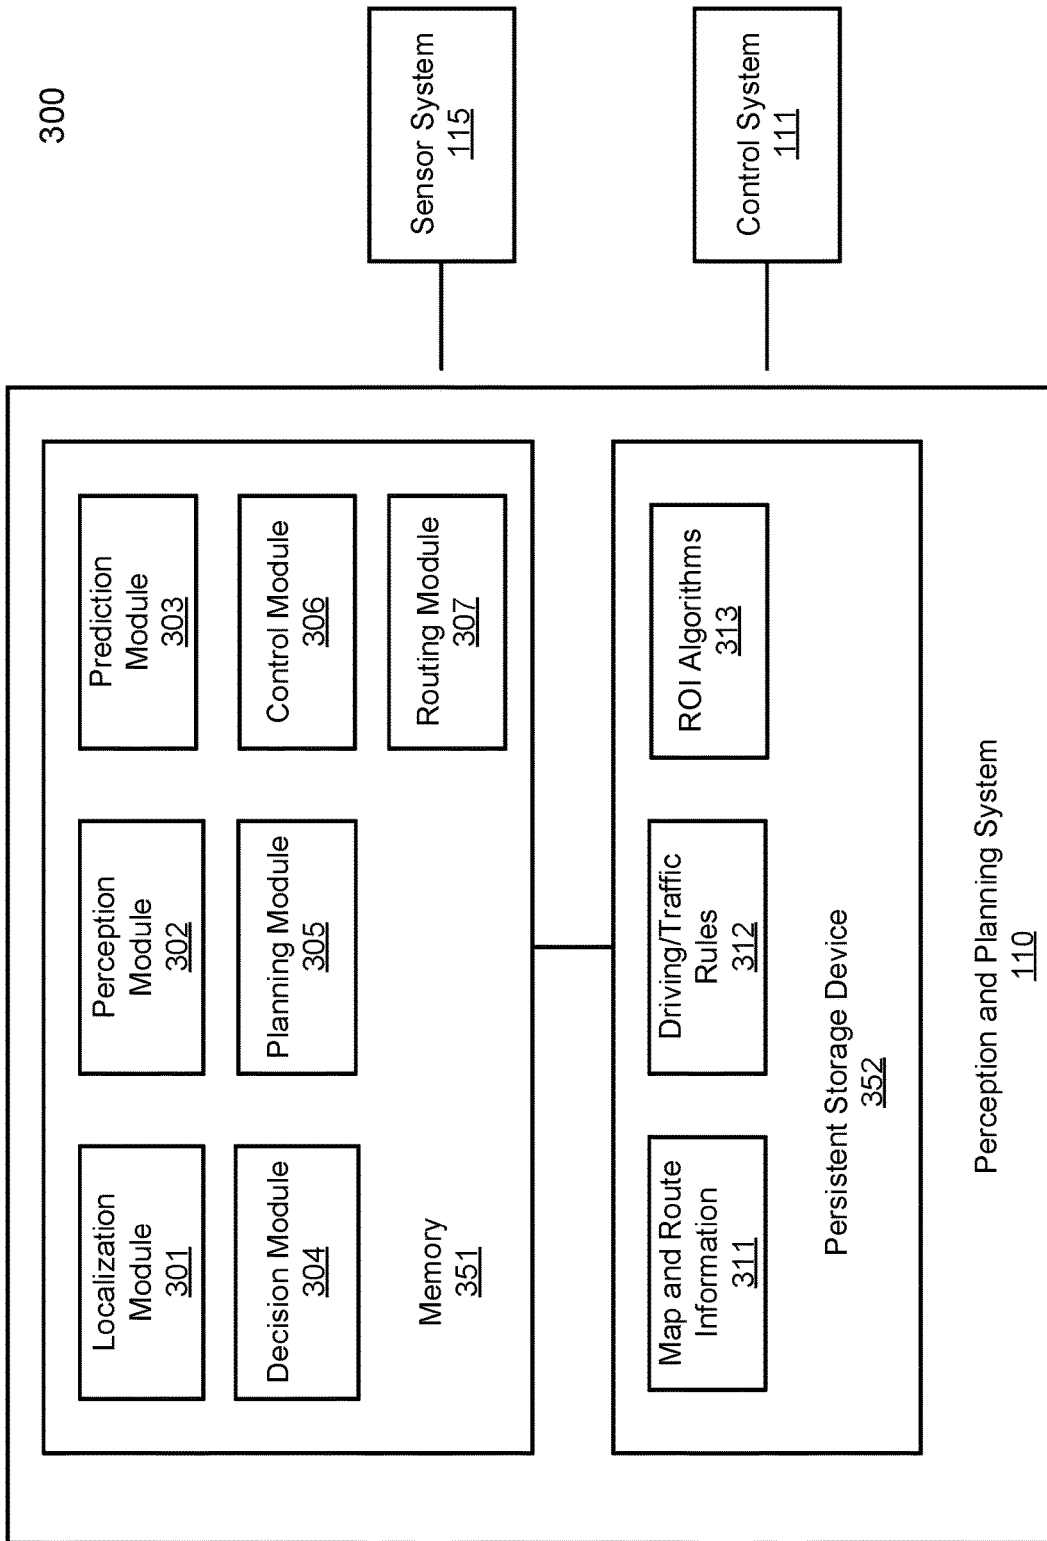 300
Localization
Module
301
Perception
Module
302
Prediction
Module
303
Decision Module
304
Planning Module
305
Control Module
306
Routing Module
307
Memory
351
Map and Route
Information
311
Driving/Traffic
Rules
312
ROI Algorithms
313
Persistent Storage Device
352
Perception and Planning System
110
Sensor System
115
Control System
111